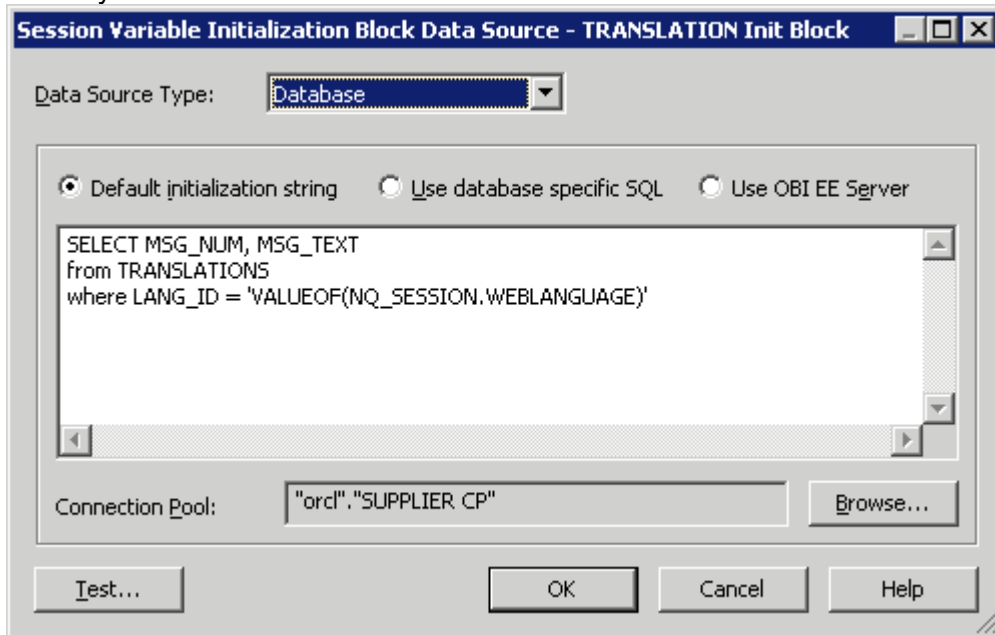 Session Variable Initialization Block Data Source - TRANSLATION Init Block
Data Source Type: Database
Default initialization string Use database specific SQL Use OBI EE Server
SELECT MSG_NUM, MSG_TEXT
from TRANSLATIONS
where LANG_ID = 'VALUEOF(NQ_SESSION.WEBLANGUAGE)'
Connection Pool: "orcl"."SUPPLIER CP" Browse...
Test... OK Cancel Help